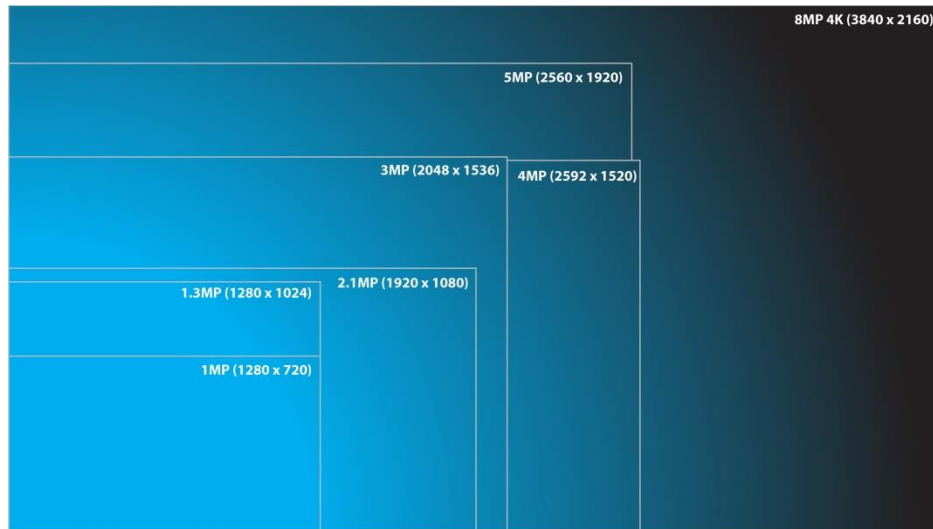 8MP 4K (3840 x 2160)
5MP (2560 x 1920)
3MP (2048 x 1536)
4MP (2592 x 1520)
2.1MP (1920 x 1080)
1.3MP (1280 x 1024)
1MP (1280 x 720)